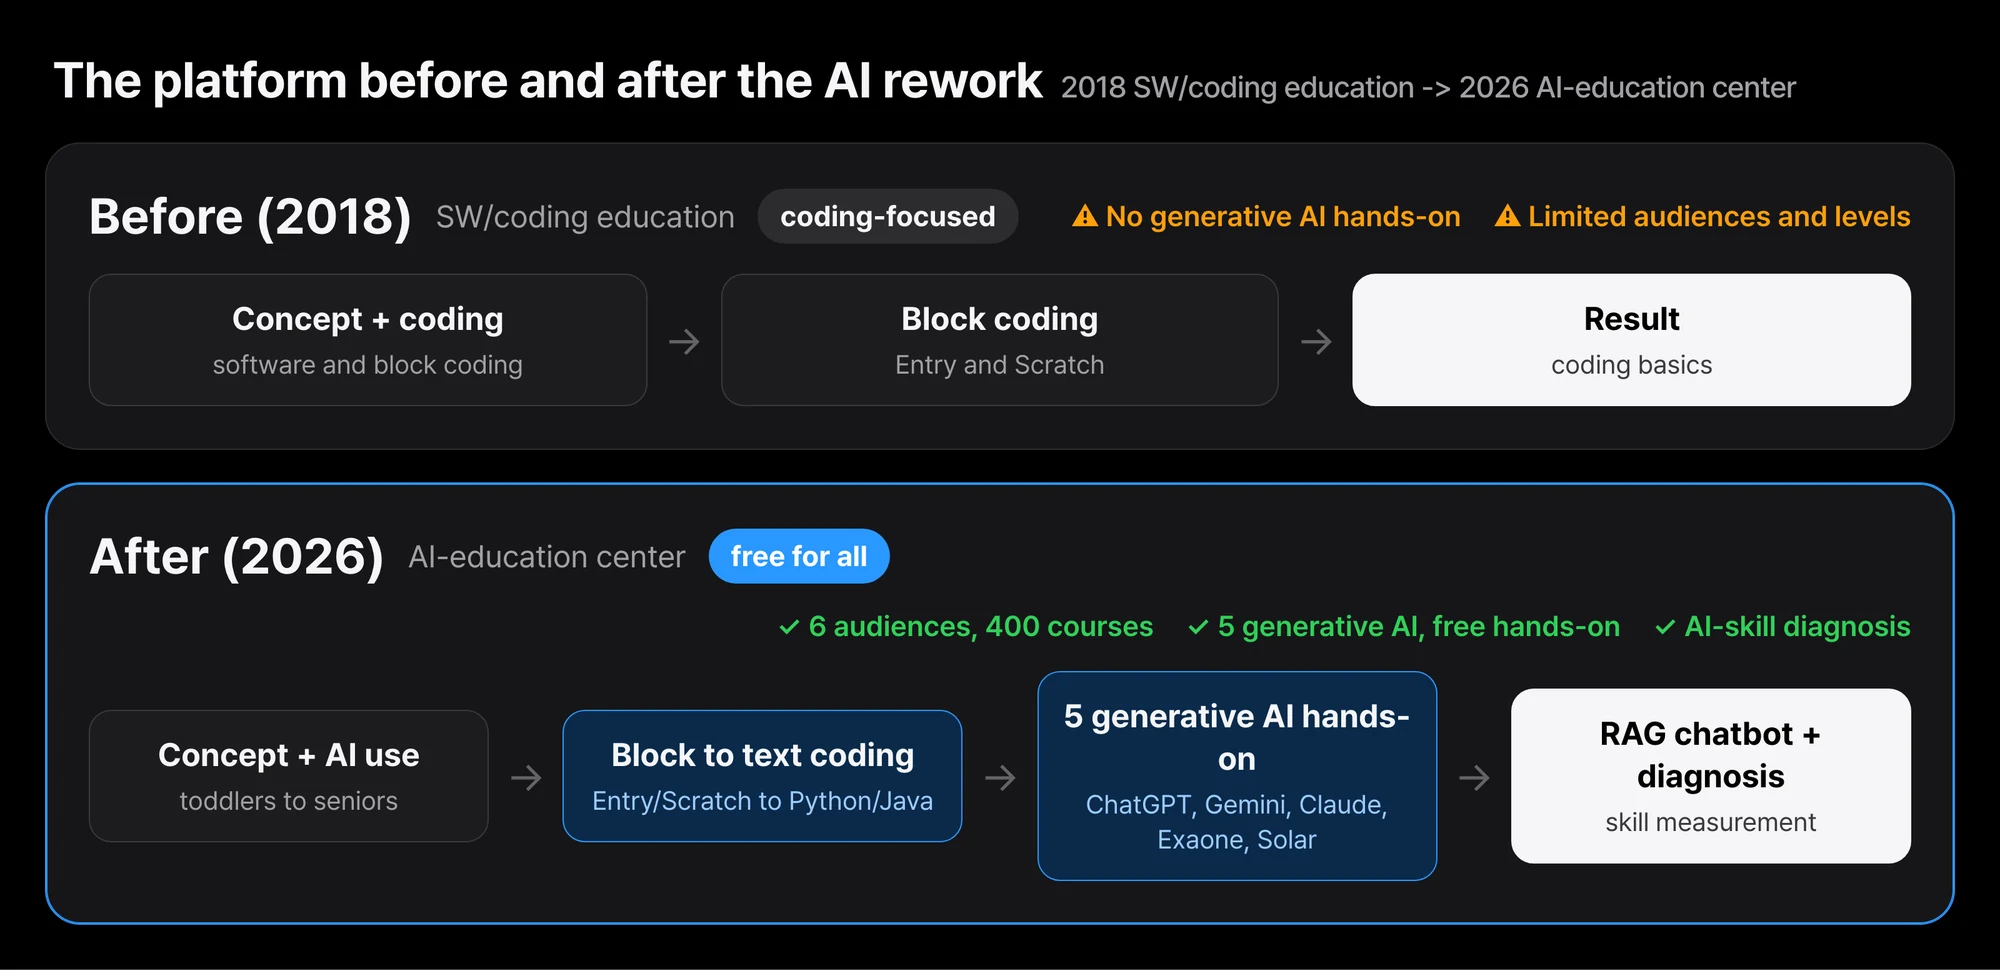 The platform before and after the AI rework 2018 SW/coding education -> 2026 AI-education center
Before (2018) SW/coding education coding-focused ⚠ No generative AI hands-on ⚠ Limited audiences and levels
Concept + coding
software and block coding
→
Block coding
Entry and Scratch
→
Result
coding basics
After (2026) AI-education center free for all
✓ 6 audiences, 400 courses ✓ 5 generative AI, free hands-on ✓ AI-skill diagnosis
Concept + AI use
toddlers to seniors
→
Block to text coding
Entry/Scratch to Python/Java
→
5 generative AI hands-
on
ChatGPT, Gemini, Claude,
Exaone, Solar
→
RAG chatbot +
diagnosis
skill measurement